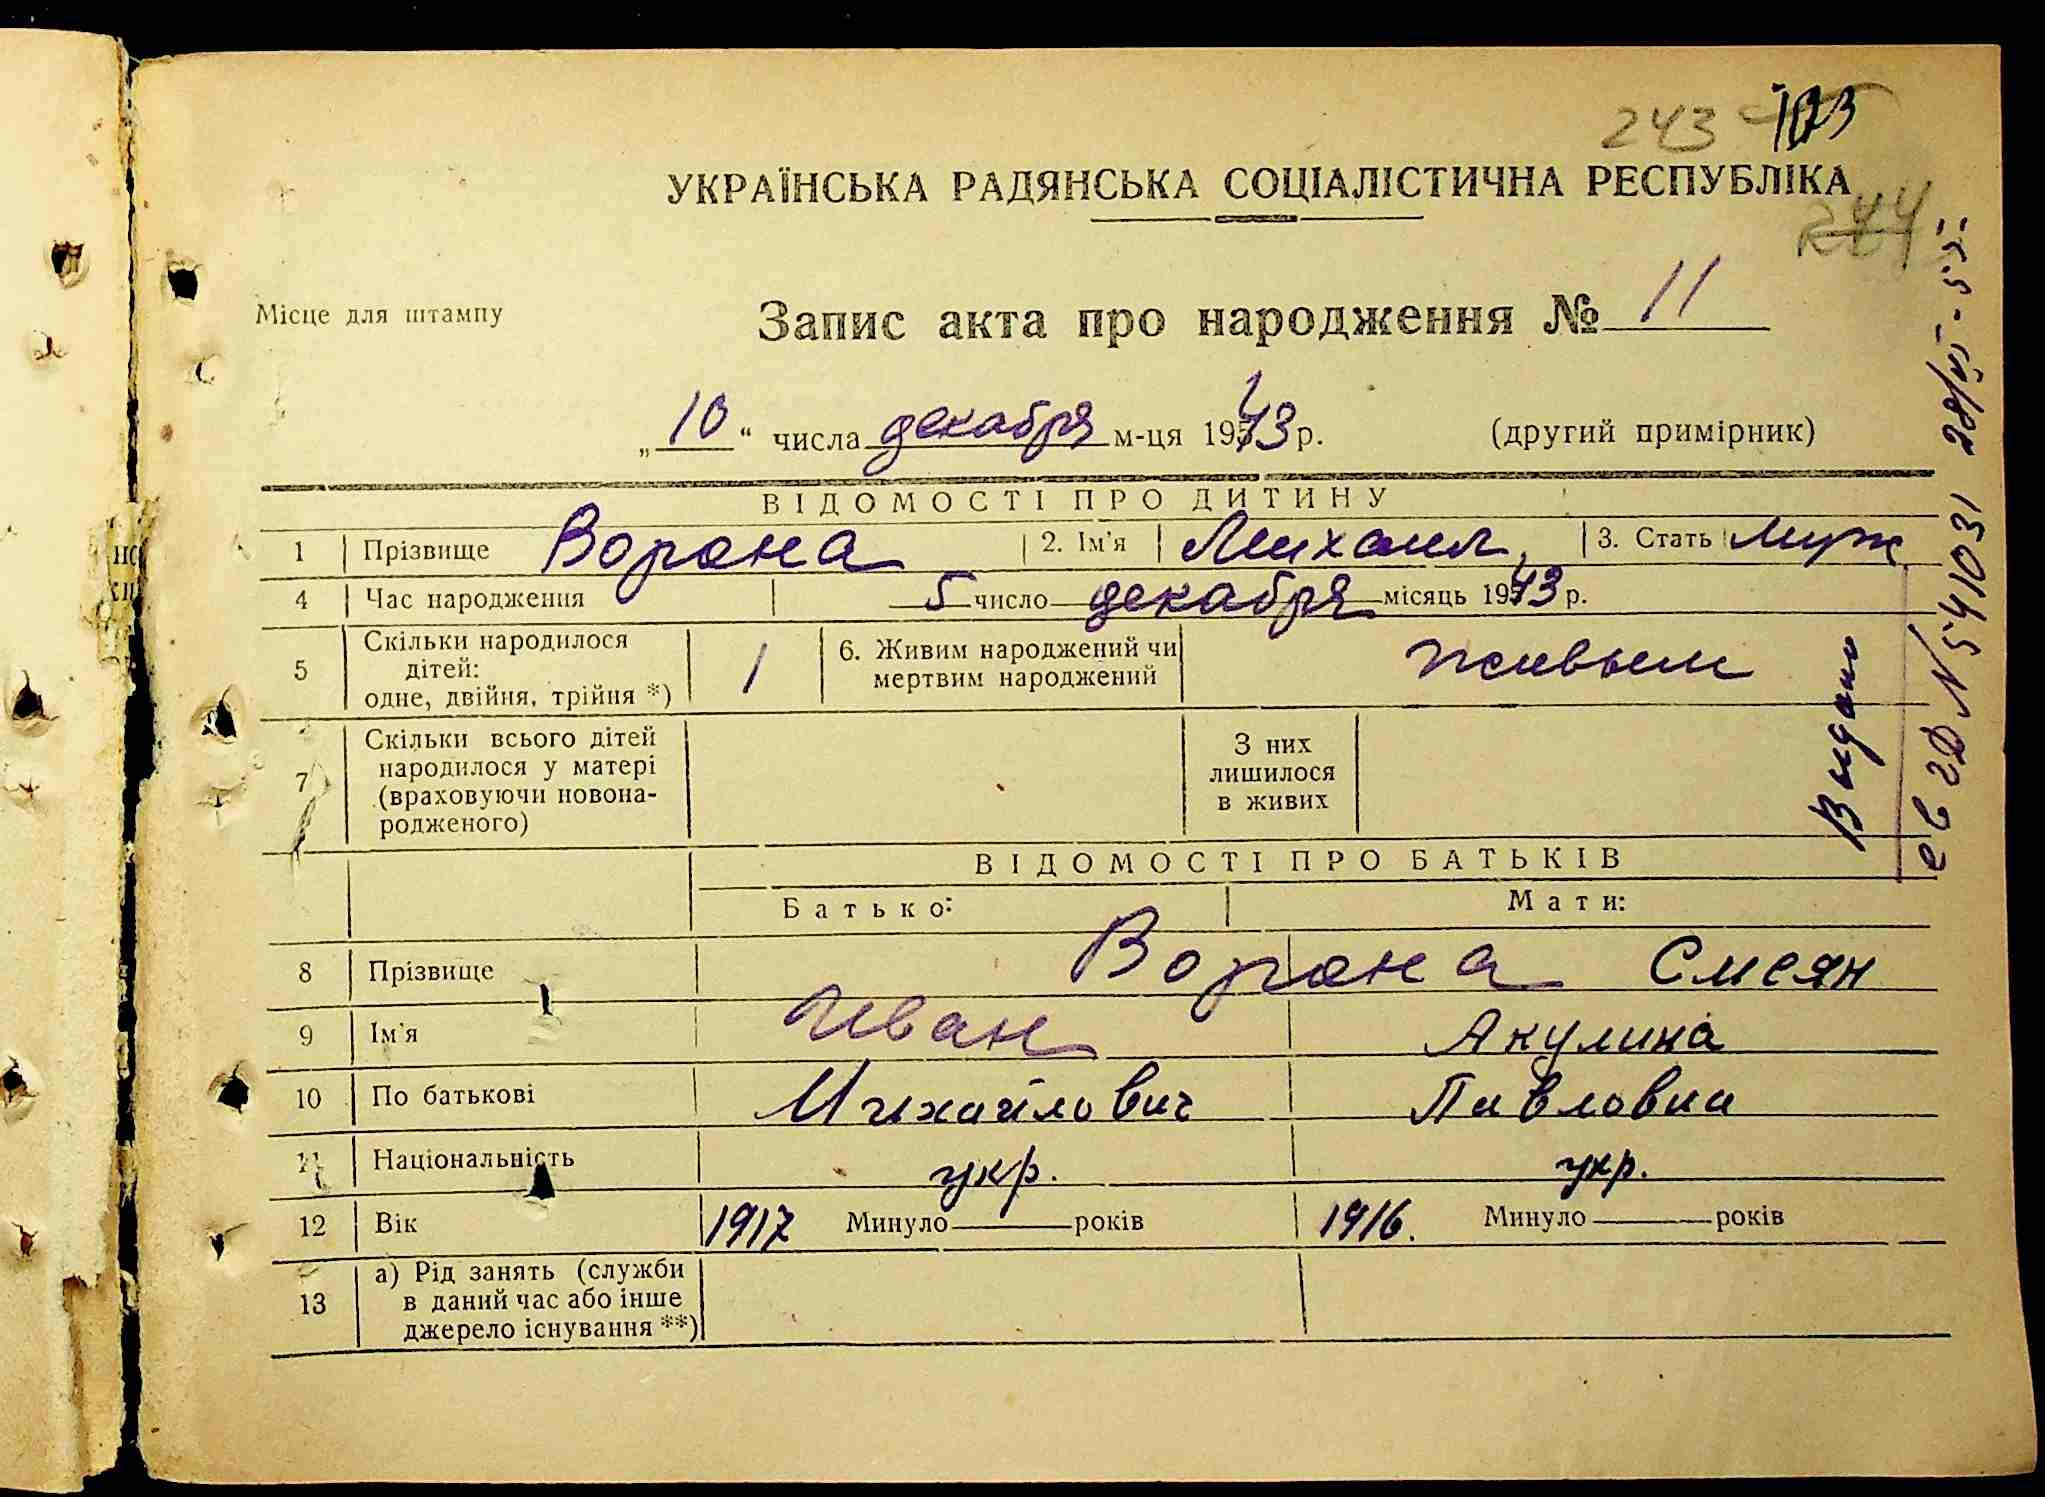 243 103
УКРАЇНСЬКА РАДЯНСЬКА СОЦІАЛІСТИЧНА РЕСПУБЛІКА
244
Місце для штампу
Запис акта про народження № 11
„10“ числа декабря м-ця 1943 р. (другий примірник)
ВІДОМОСТІ ПРО ДИТИНУ
1 Прізвище Ворона 2. Ім'я Михаил 3. Стать муж
4 Час народження 5 число декабря місяць 1943 р.
5 Скільки народилося дітей: одне, двійня, трійня *) 1 6. Живим народжений чи мертвим народжений живым
7 Скільки всього дітей народилося у матері (враховуючи новонародженого) З них лишилося в живих
ВІДОМОСТІ ПРО БАТЬКІВ
Батько: Мати:
8 Прізвище Ворона Смеян
9 Ім'я Иван Акулина
10 По батькові Михайлович Павловна
11 Національність укр. укр.
12 Вік 1917 Минуло років 1916. Минуло років
13 а) Рід занять (служби в даний час або інше джерело існування **)
Видано
№ 541031